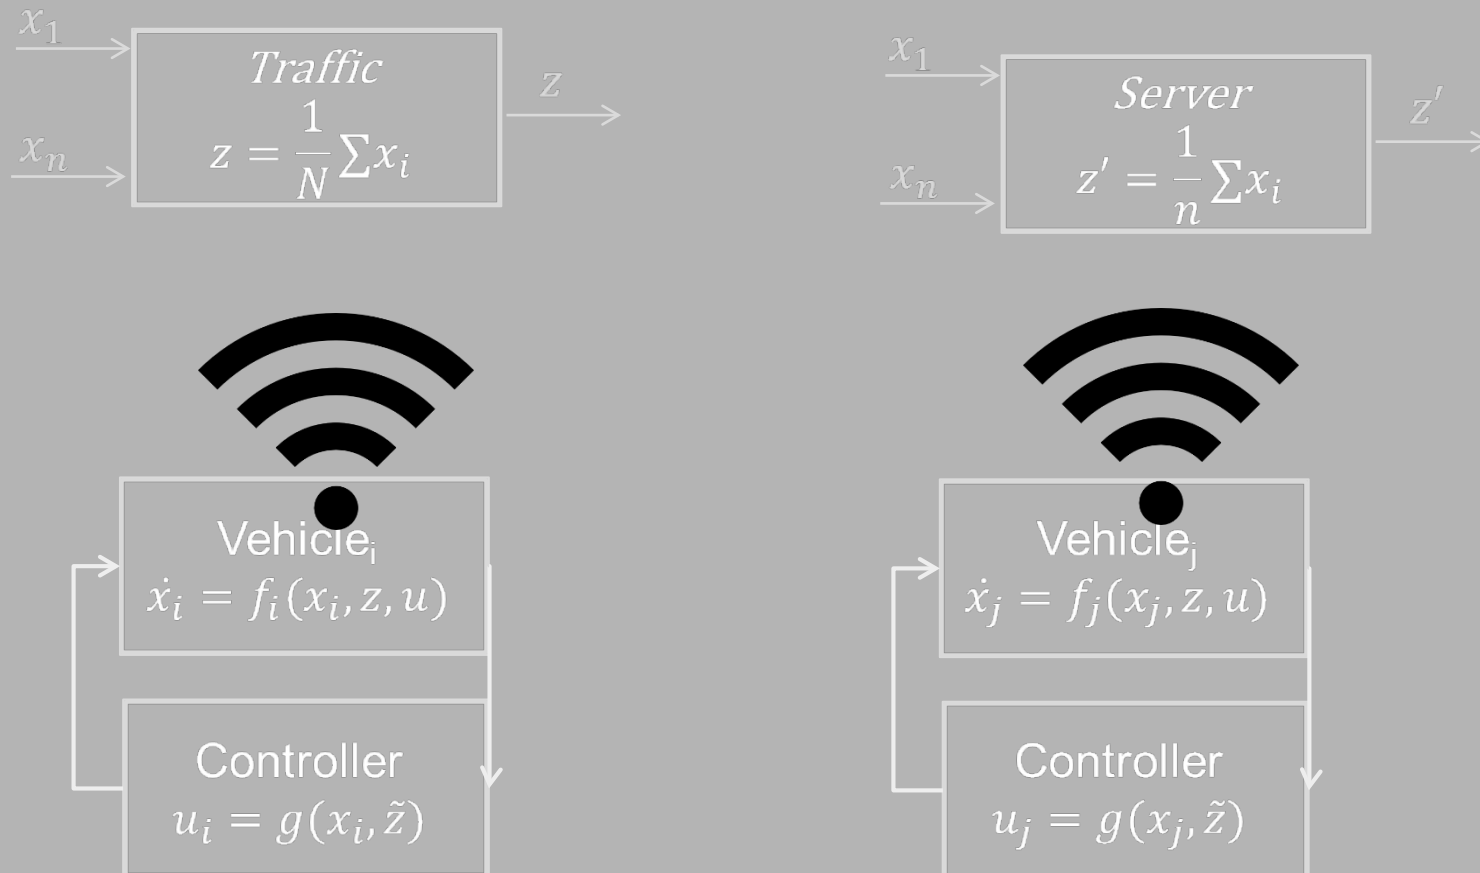 x₁
Traffic
z
xₙ
z = 1/N ∑xᵢ
x₁
Server
z′
xₙ
z′ = 1/n ∑xᵢ
Vehicleᵢ
ẋᵢ = fᵢ(xᵢ, z, u)
Controller
uᵢ = g(xᵢ, z̃)
Vehicleⱼ
ẋⱼ = fⱼ(xⱼ, z, u)
Controller
uⱼ = g(xⱼ, z̃)